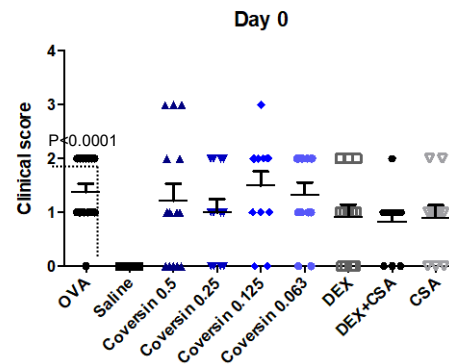 Day 0
Clinical score
4
3
2
1
0
P<0.0001
OVA
Saline
Coversin 0.5
Coversin 0.25
Coversin 0.125
Coversin 0.063
DEX
DEX+CSA
CSA